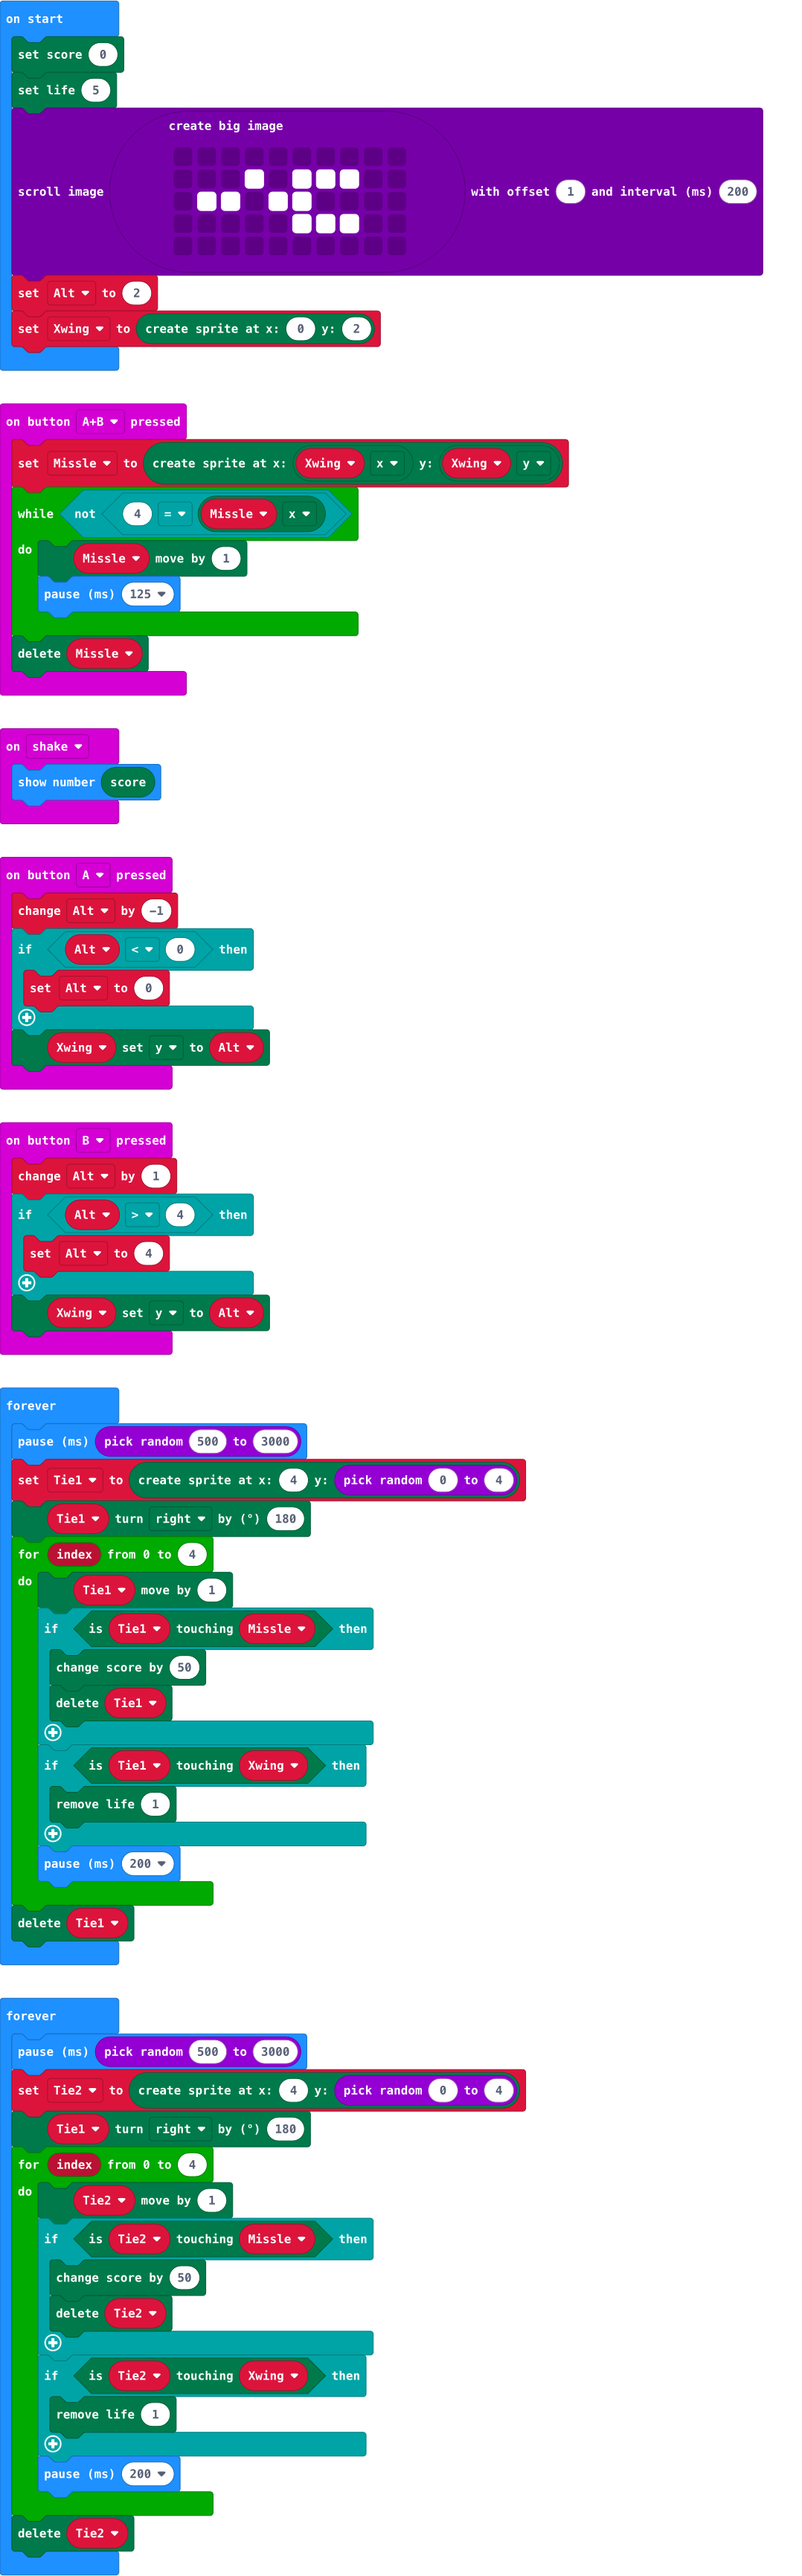 on start
set score 0
set life 5
create big image
scroll image with offset 1 and interval (ms) 200
set Alt to 2
set Xwing to create sprite at x: 0 y: 2
on button A+B pressed
set Missle to create sprite at x: Xwing x y: Xwing y
while not 4 = Missle x
do
Missle move by 1
pause (ms) 125
delete Missle
on shake
show number score
on button A pressed
change Alt by -1
if Alt < 0 then
set Alt to 0
Xwing set y to Alt
on button B pressed
change Alt by 1
if Alt > 4 then
set Alt to 4
Xwing set y to Alt
forever
pause (ms) pick random 500 to 3000
set Tie1 to create sprite at x: 4 y: pick random 0 to 4
Tie1 turn right by (°) 180
for index from 0 to 4
do
Tie1 move by 1
if is Tie1 touching Missle then
change score by 50
delete Tie1
if is Tie1 touching Xwing then
remove life 1
pause (ms) 200
delete Tie1
forever
pause (ms) pick random 500 to 3000
set Tie2 to create sprite at x: 4 y: pick random 0 to 4
Tie1 turn right by (°) 180
for index from 0 to 4
do
Tie2 move by 1
if is Tie2 touching Missle then
change score by 50
delete Tie2
if is Tie2 touching Xwing then
remove life 1
pause (ms) 200
delete Tie2